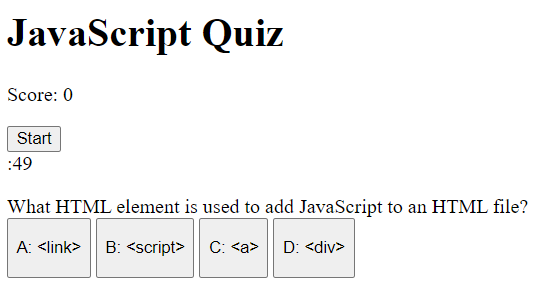 JavaScript Quiz
Score: 0
Start
:49
What HTML element is used to add JavaScript to an HTML file?
A: <link> B: <script> C: <a> D: <div>